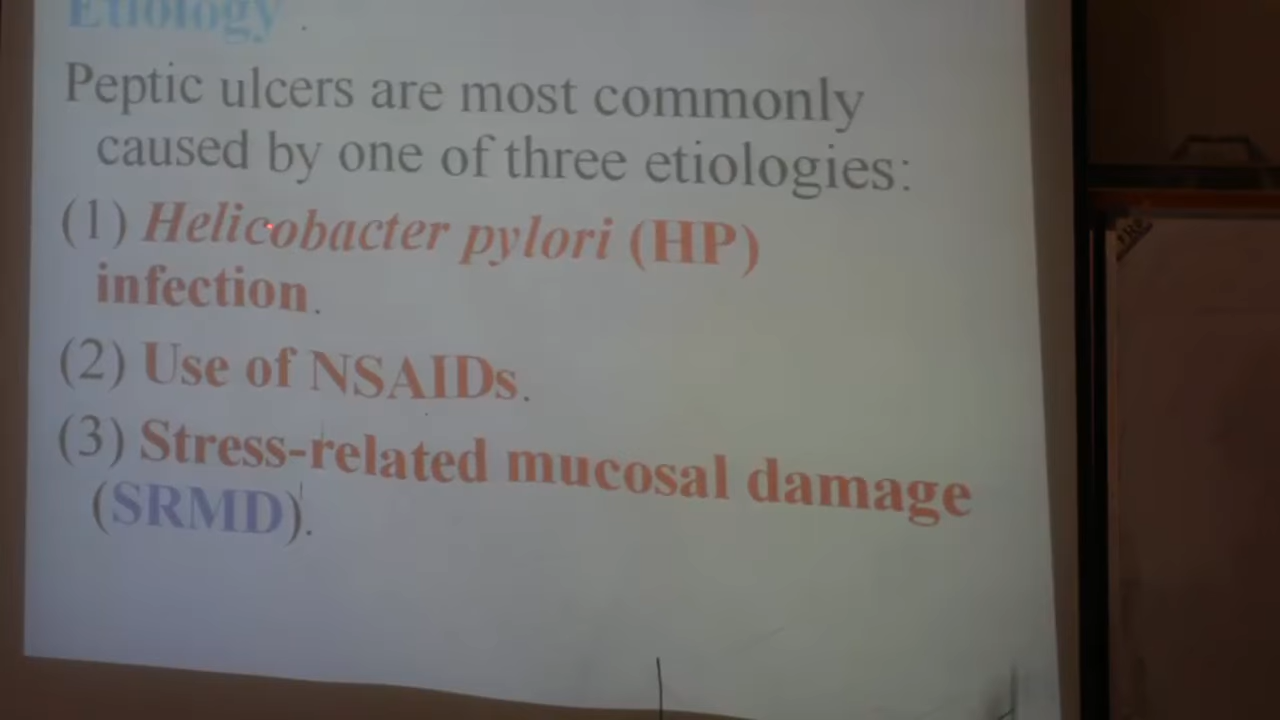 Etiology
Peptic ulcers are most commonly
caused by one of three etiologies:
(1) Helicobacter pylori (HP)
infection.
(2) Use of NSAIDs.
(3) Stress-related mucosal damage
(SRMD).